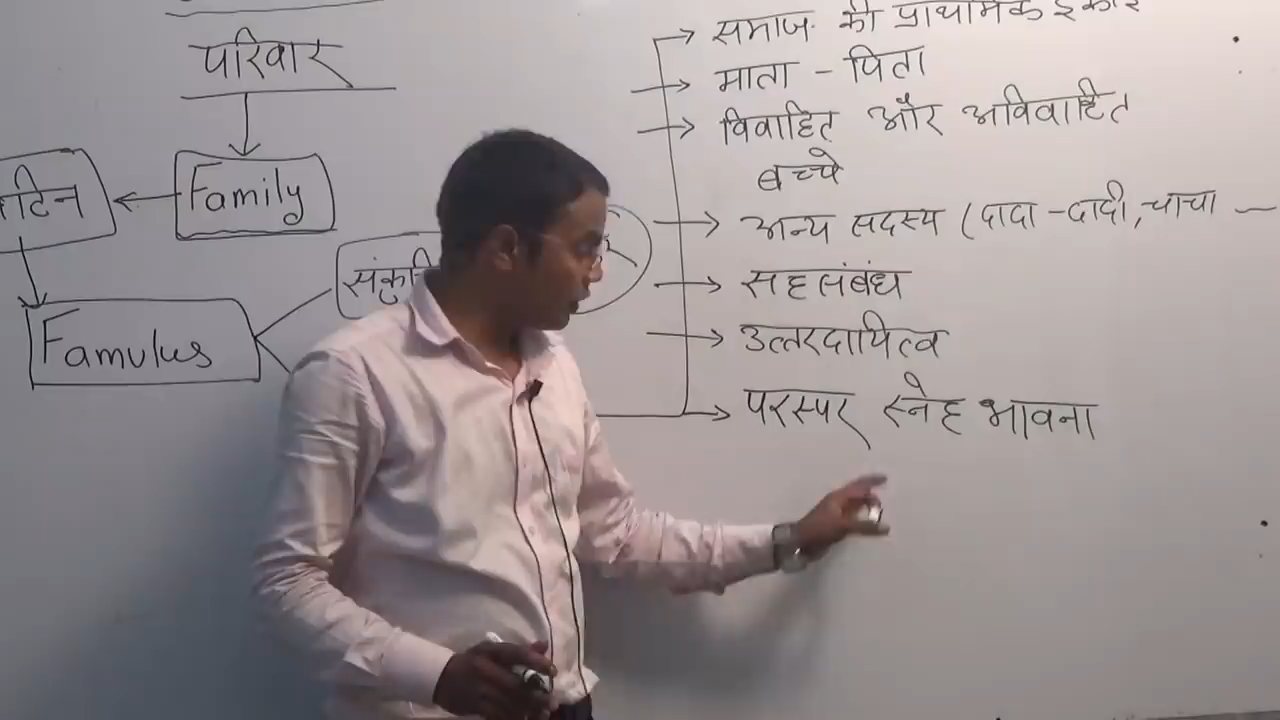 परिवार
Family
Famulus
समाज की प्राथमिक इकाई
माता - पिता
विवाहित और अविवाहित
बच्चे
अन्य सदस्य (दादा - दादी, चाचा —
सहसंबंध
उत्तरदायित्व
परस्पर स्नेह भावना